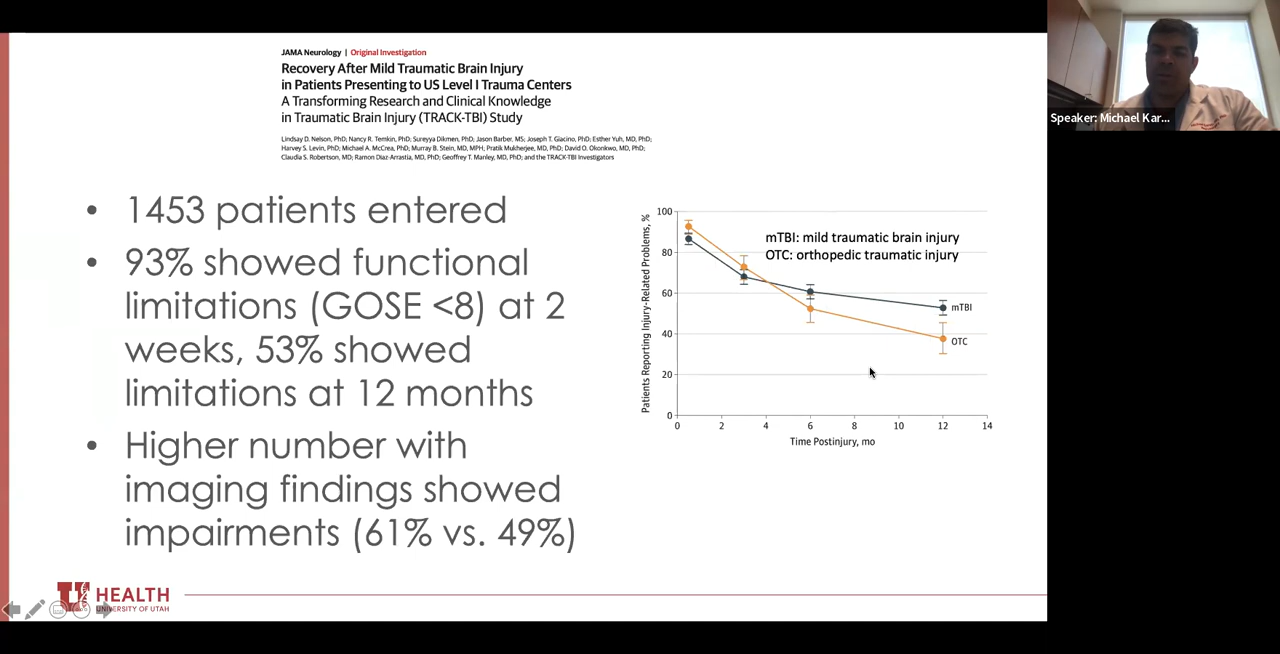 JAMA Neurology | Original Investigation
Recovery After Mild Traumatic Brain Injury
in Patients Presenting to US Level I Trauma Centers
A Transforming Research and Clinical Knowledge
in Traumatic Brain Injury (TRACK-TBI) Study
Lindsay D. Nelson, PhD; Nancy R. Temkin, PhD; Sureyya Dikmen, PhD; Jason Barber, MS; Joseph T. Giacino, PhD; Esther Yuh, MD, PhD;
Harvey S. Levin, PhD; Michael A. McCrea, PhD; Murray B. Stein, MD, MPH; Pratik Mukherjee, MD, PhD; David O. Okonkwo, MD, PhD;
Claudia S. Robertson, MD; Ramon Diaz-Arrastia, MD, PhD; Geoffrey T. Manley, MD, PhD; and the TRACK-TBI Investigators
• 1453 patients entered
• 93% showed functional
limitations (GOSE <8) at 2
weeks, 53% showed
limitations at 12 months
• Higher number with
imaging findings showed
impairments (61% vs. 49%)
Patients Reporting Injury-Related Problems, %
100
80
60
40
20
0
mTBI: mild traumatic brain injury
OTC: orthopedic traumatic injury
mTBI
OTC
0 2 4 6 8 10 12 14
Time Postinjury, mo
U HEALTH
UNIVERSITY OF UTAH
Speaker: Michael Kar...